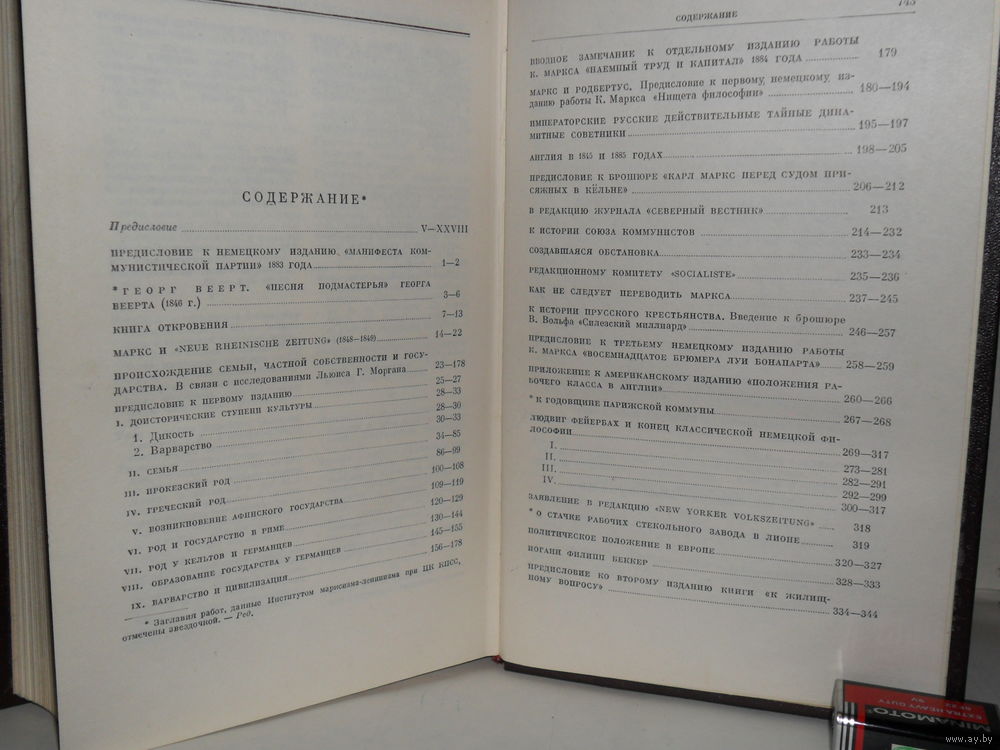 СОДЕРЖАНИЕ*
Предисловие V—XXVIII
ПРЕДИСЛОВИЕ К НЕМЕЦКОМУ ИЗДАНИЮ «МАНИФЕСТА КОМ-
МУНИСТИЧЕСКОЙ ПАРТИИ» 1883 ГОДА 1—2
* ГЕОРГ ВЕЕРТ. «ПЕСНЯ ПОДМАСТЕРЬЯ» ГЕОРГА
ВЕЕРТА (1846 г.) 3—6
КНИГА ОТКРОВЕНИЯ 7—13
МАРКС И «NEUE RHEINISCHE ZEITUNG» (1848—1849) 14—22
ПРОИСХОЖДЕНИЕ СЕМЬИ, ЧАСТНОЙ СОБСТВЕННОСТИ И ГОСУ-
ДАРСТВА. В связи с исследованиями Льюиса Г. Моргана 23—178
ПРЕДИСЛОВИЕ К ПЕРВОМУ ИЗДАНИЮ 25—27
I. ДОИСТОРИЧЕСКИЕ СТУПЕНИ КУЛЬТУРЫ 28—33
1. Дикость 28—30
2. Варварство 30—33
II. СЕМЬЯ 34—85
III. ИРОКЕЗСКИЙ РОД 86—99
IV. ГРЕЧЕСКИЙ РОД 100—108
V. ВОЗНИКНОВЕНИЕ АФИНСКОГО ГОСУДАРСТВА 109—119
VI. РОД И ГОСУДАРСТВО В РИМЕ 120—129
VII. РОД У КЕЛЬТОВ И ГЕРМАНЦЕВ 130—144
VIII. ОБРАЗОВАНИЕ ГОСУДАРСТВА У ГЕРМАНЦЕВ 145—155
IX. ВАРВАРСТВО И ЦИВИЛИЗАЦИЯ 156—178
* Заглавия работ, данные Институтом марксизма-ленинизма при ЦК КПСС,
отмечены звездочкой. — Ред.
СОДЕРЖАНИЕ 743
ВВОДНОЕ ЗАМЕЧАНИЕ К ОТДЕЛЬНОМУ ИЗДАНИЮ РАБОТЫ
К. МАРКСА «НАЕМНЫЙ ТРУД И КАПИТАЛ» 1884 ГОДА 179
МАРКС И РОДБЕРТУС. Предисловие к первому, немецкому, из-
данию работы К. Маркса «Нищета философии» 180—194
ИМПЕРАТОРСКИЕ РУССКИЕ ДЕЙСТВИТЕЛЬНЫЕ ТАЙНЫЕ ДИНА-
МИТНЫЕ СОВЕТНИКИ 195—197
АНГЛИЯ В 1845 И 1885 ГОДАХ 198—205
ПРЕДИСЛОВИЕ К БРОШЮРЕ «КАРЛ МАРКС ПЕРЕД СУДОМ ПРИ-
СЯЖНЫХ В КЁЛЬНЕ» 206—212
В РЕДАКЦИЮ ЖУРНАЛА «СЕВЕРНЫЙ ВЕСТНИК» 213
К ИСТОРИИ СОЮЗА КОММУНИСТОВ 214—232
СОЗДАВШАЯСЯ ОБСТАНОВКА 233—234
РЕДАКЦИОННОМУ КОМИТЕТУ «SOCIALISTE» 235—236
КАК НЕ СЛЕДУЕТ ПЕРЕВОДИТЬ МАРКСА 237—245
К ИСТОРИИ ПРУССКОГО КРЕСТЬЯНСТВА. Введение к брошюре
В. Вольфа «Силезский миллиард» 246—257
ПРЕДИСЛОВИЕ К ТРЕТЬЕМУ НЕМЕЦКОМУ ИЗДАНИЮ РАБОТЫ
К. МАРКСА «ВОСЕМНАДЦАТОЕ БРЮМЕРА ЛУИ БОНАПАРТА» 258—259
ПРИЛОЖЕНИЕ К АМЕРИКАНСКОМУ ИЗДАНИЮ «ПОЛОЖЕНИЯ РА-
БОЧЕГО КЛАССА В АНГЛИИ» 260—266
* К ГОДОВЩИНЕ ПАРИЖСКОЙ КОММУНЫ 267—268
ЛЮДВИГ ФЕЙЕРБАХ И КОНЕЦ КЛАССИЧЕСКОЙ НЕМЕЦКОЙ ФИ-
ЛОСОФИИ 269—317
I. 273—281
II. 282—291
III. 292—299
IV. 300—317
ЗАЯВЛЕНИЕ В РЕДАКЦИЮ «NEW YORKER VOLKSZEITUNG» 318
* О СТАЧКЕ РАБОЧИХ СТЕКОЛЬНОГО ЗАВОДА В ЛИОНЕ 319
ПОЛИТИЧЕСКОЕ ПОЛОЖЕНИЕ В ЕВРОПЕ 320—327
ИОГАНН ФИЛИПП БЕККЕР 328—333
ПРЕДИСЛОВИЕ КО ВТОРОМУ ИЗДАНИЮ КНИГИ «К ЖИЛИЩ-
НОМУ ВОПРОСУ» 334—344
MINAMOTO
EXTRA HEAVY DUTY
6F 22 9V
www.ay.by